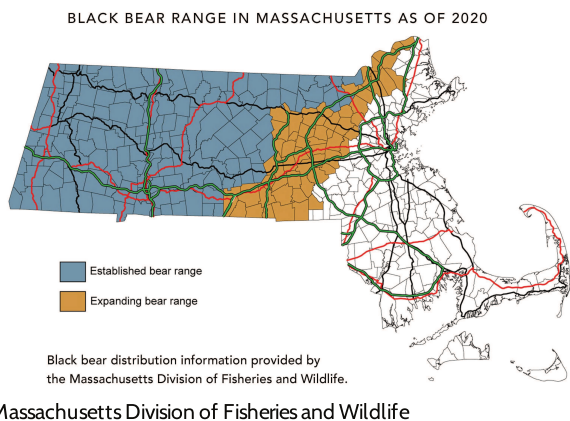 BLACK BEAR RANGE IN MASSACHUSETTS AS OF 2020
Established bear range
Expanding bear range
Black bear distribution information provided by
the Massachusetts Division of Fisheries and Wildlife.
Massachusetts Division of Fisheries and Wildlife